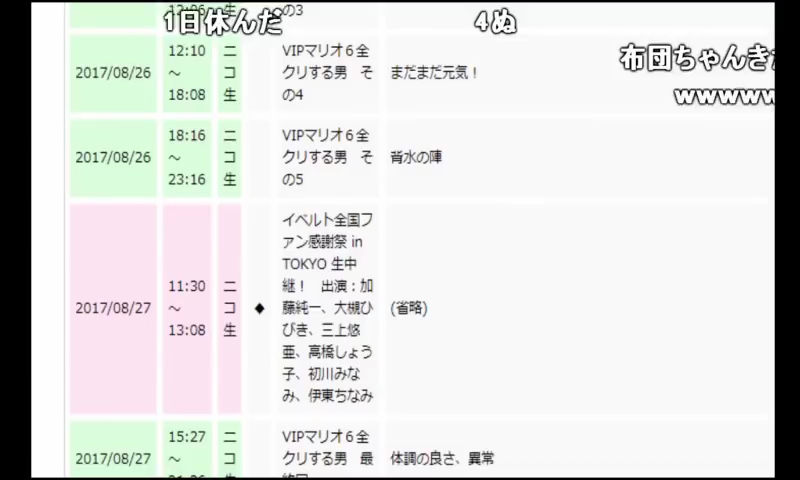 の3
1日休んだ
4ぬ
2017/08/26
12:10
～
18:08
ニ
コ
生
VIPマリオ６全
クリする男　そ
の4
まだまだ元気！
布団ちゃんき
wwwww
2017/08/26
18:16
～
23:16
ニ
コ
生
VIPマリオ６全
クリする男　そ
の5
背水の陣
2017/08/27
11:30
～
13:08
ニ
コ
生
◆
イベルト全国フ
ァン感謝祭 in
TOKYO 生中
継！　出演：加
藤純一、大槻ひ
びき、三上悠
亜、高橋しょう
子、初川みな
み、伊東ちなみ
(省略)
2017/08/27
15:27
～
ニ
コ
VIPマリオ６全
クリする男　最
体調の良さ、異常